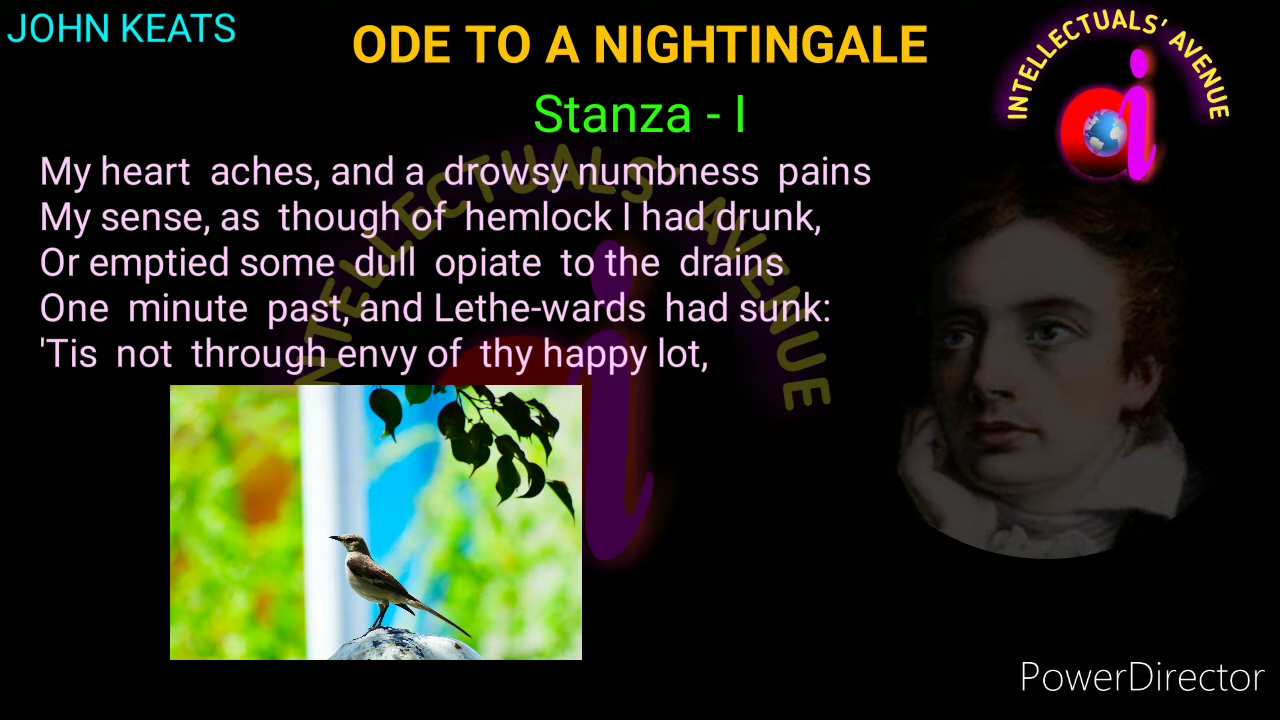 JOHN KEATS
ODE TO A NIGHTINGALE
INTELLECTUALS' AVENUE
Stanza - I
My heart aches, and a drowsy numbness pains
My sense, as though of hemlock I had drunk,
Or emptied some dull opiate to the drains
One minute past, and Lethe-wards had sunk:
'Tis not through envy of thy happy lot,
INTELLECTUALS' AVENUE
PowerDirector